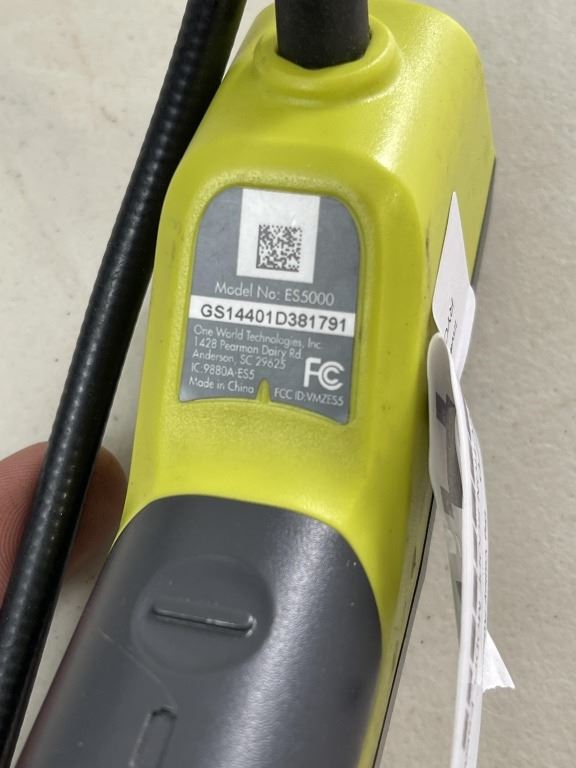 Model No: ES5000
GS14401D381791
One World Technologies, Inc.
1428 Pearman Dairy Rd.
Anderson, SC 29625
IC:9880A-ES5
Made in China
FC
FCC ID:VMZES5